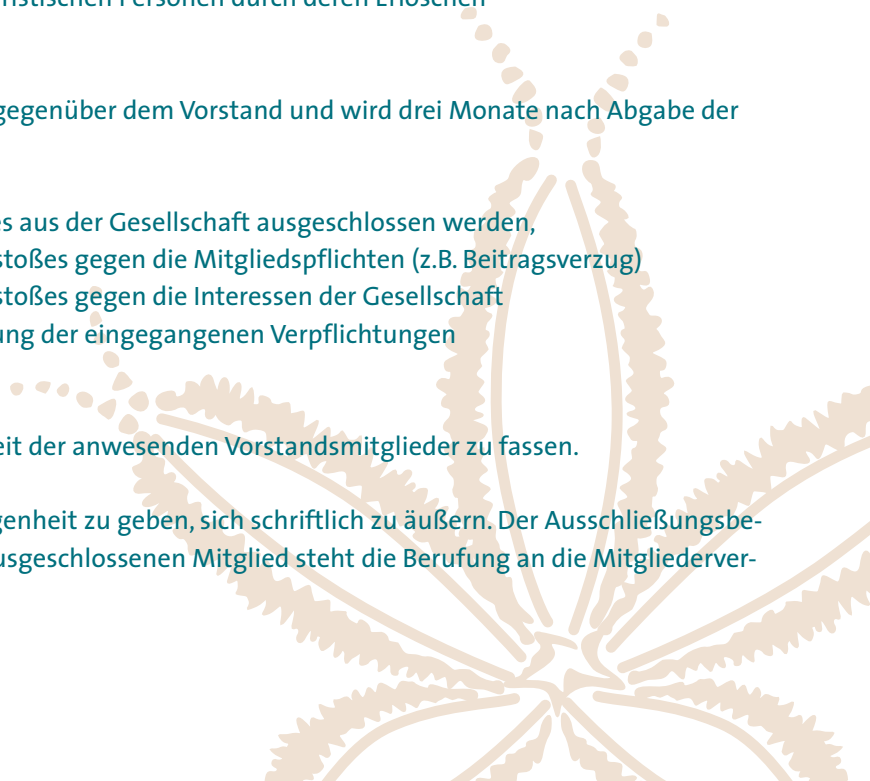 ristischen Personen durch deren Erlöschen
gegenüber dem Vorstand und wird drei Monate nach Abgabe der
es aus der Gesellschaft ausgeschlossen werden,
stoßes gegen die Mitgliedspflichten (z.B. Beitragsverzug)
stoßes gegen die Interessen der Gesellschaft
ung der eingegangenen Verpflichtungen
eit der anwesenden Vorstandsmitglieder zu fassen.
genheit zu geben, sich schriftlich zu äußern. Der Ausschließungsbe-
usgeschlossenen Mitglied steht die Berufung an die Mitgliederver-